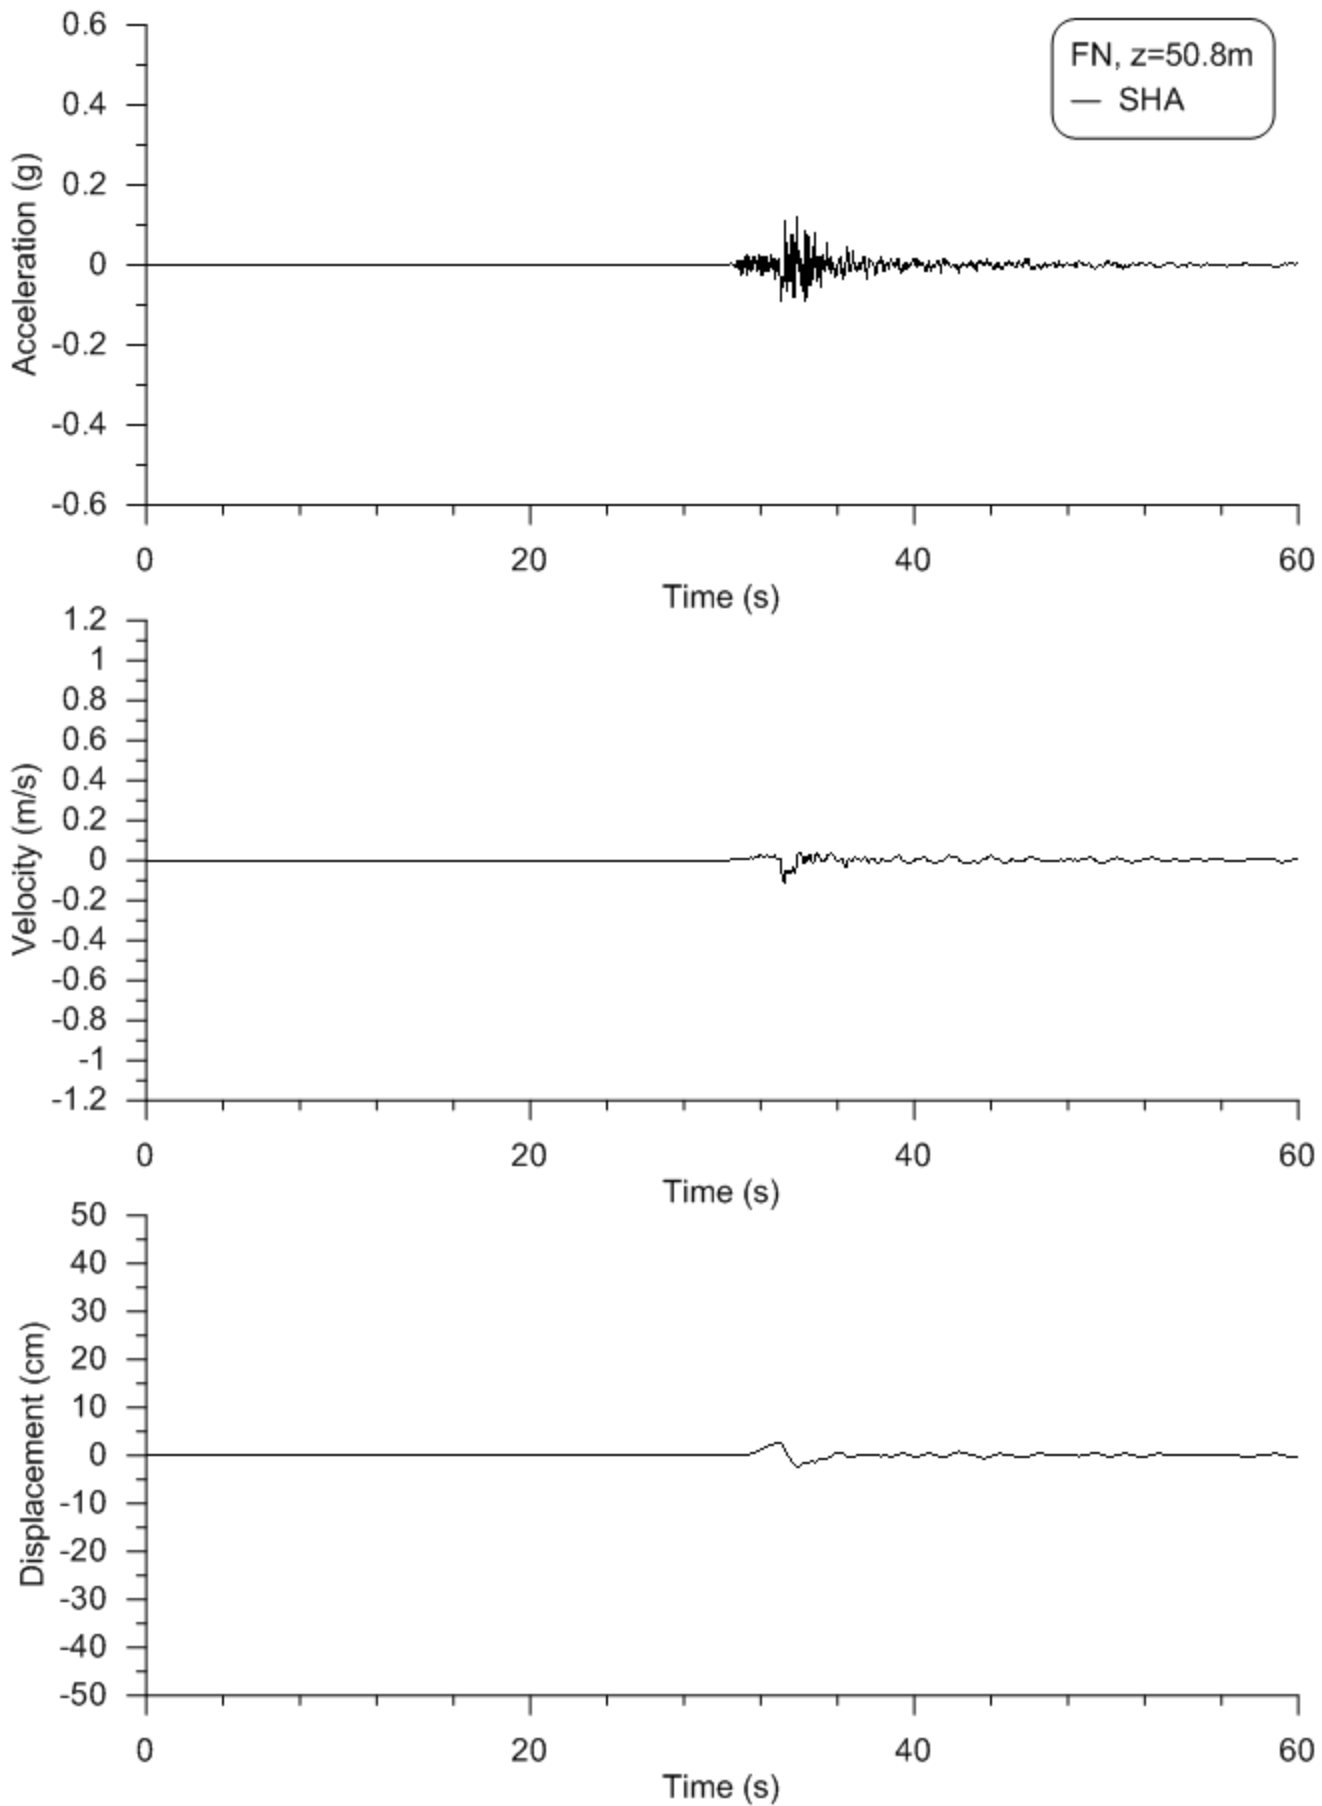 0.6
0.4
0.2
0
-0.2
-0.4
-0.6
Acceleration (g)
FN, z=50.8m
SHA
0 20 40 60
Time (s)
1.2
1
0.8
0.6
0.4
0.2
0
-0.2
-0.4
-0.6
-0.8
-1
-1.2
Velocity (m/s)
0 20 40 60
Time (s)
50
40
30
20
10
0
-10
-20
-30
-40
-50
Displacement (cm)
0 20 40 60
Time (s)